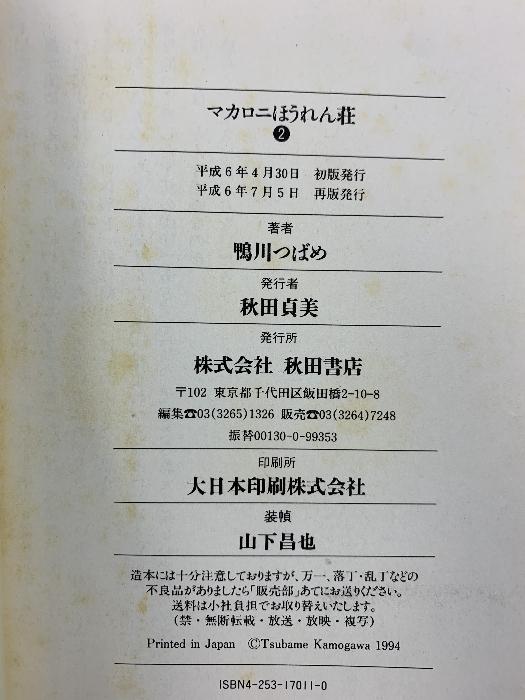 マカロニほうれん荘
❷
平成6年4月30日 初版発行
平成6年7月5日 再版発行
著者
鴨川つばめ
発行者
秋田貞美
発行所
株式会社 秋田書店
〒102 東京都千代田区飯田橋2-10-8
編集☎03(3265)1326 販売☎03(3264)7248
振替00130-0-99353
印刷所
大日本印刷株式会社
装幀
山下昌也
造本には十分注意しておりますが、万一、落丁・乱丁などの
不良品がありましたら「販売部」あてにお送りください。
送料は小社負担でお取り替えいたします。
(禁・無断転載・放送・放映・複写)
Printed in Japan ©Tsubame Kamogawa 1994
ISBN4-253-17011-0